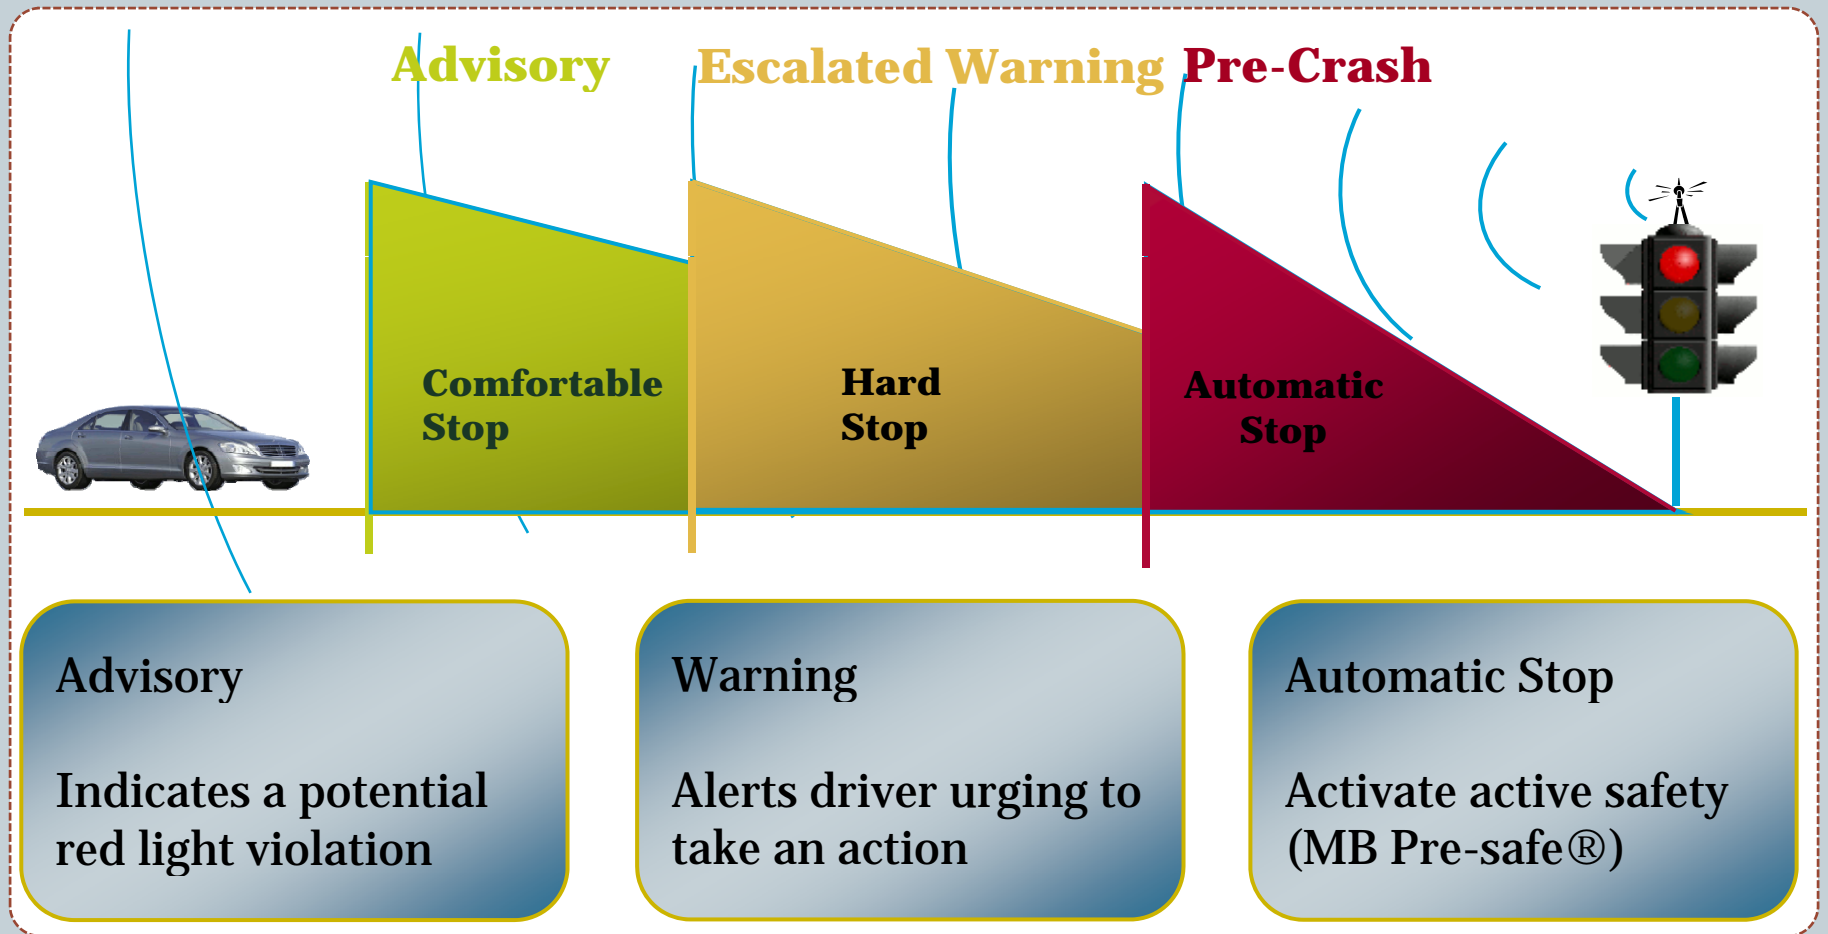 Advisory
Escalated Warning
Pre-Crash
Comfortable
Stop
Hard
Stop
Automatic
Stop
Advisory
Indicates a potential
red light violation
Warning
Alerts driver urging to
take an action
Automatic Stop
Activate active safety
(MB Pre-safe®)